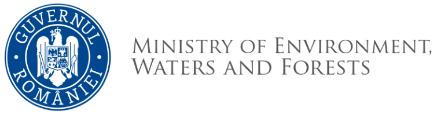 GUVERNUL
ROMÂNIEI
MINISTRY OF ENVIRONMENT,
WATERS AND FORESTS